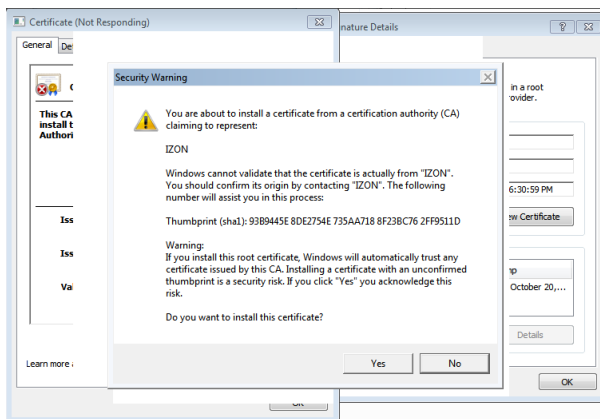 Certificate (Not Responding)
nature Details
General
De
in a root
rovider.
This CA
install t
Authori
6:30:59 PM
ew Certificate
Iss
Iss
Val
October 20,...
Details
Learn more
OK
Security Warning
You are about to install a certificate from a certification authority (CA)
claiming to represent:
IZON
Windows cannot validate that the certificate is actually from "IZON".
You should confirm its origin by contacting "IZON". The following
number will assist you in this process:
Thumbprint (sha1): 93B9445E 8DE2754E 735AA718 8F23BC76 2FF9511D
Warning:
If you install this root certificate, Windows will automatically trust any
certificate issued by this CA. Installing a certificate with an unconfirmed
thumbprint is a security risk. If you click "Yes" you acknowledge this
risk.
Do you want to install this certificate?
Yes
No